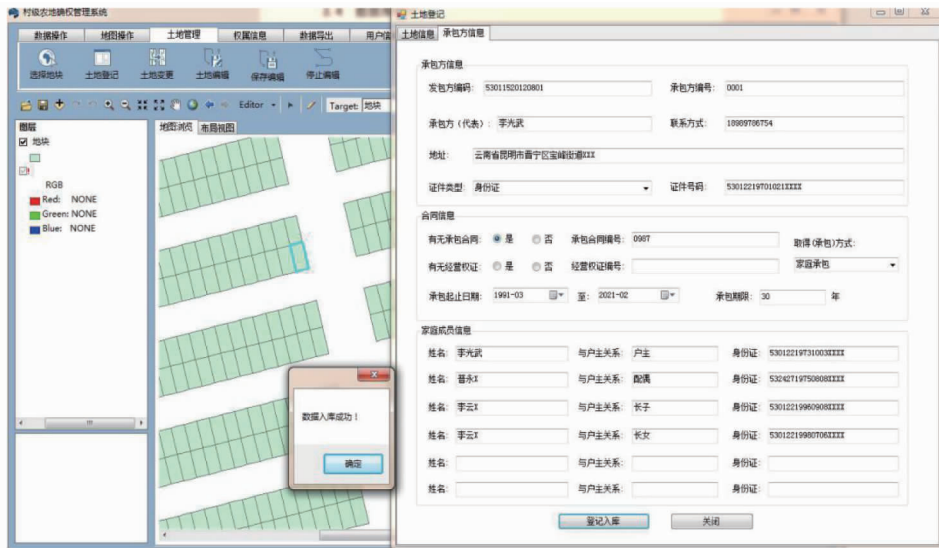 村级农地确权管理系统
数据操作 地图操作 土地管理 权属信息 数据导出 用户信
选择地块 土地登记 土地变更 土地编辑 保存编辑 停止编辑
Editor Target: 地块
图层
地块
RGB
Red: NONE
Green: NONE
Blue: NONE
地图浏览 布局视图
数据入库成功！
确定
土地登记
土地信息 承包方信息
承包方信息
发包方编码: 53011520120801 承包方编号: 0001
承包方（代表）: 李光武 联系方式: 18989786754
地址: 云南省昆明市晋宁区宝峰街道XXX
证件类型: 身份证 证件号码: 53012219701021XXXX
合同信息
有无承包合同: 是 否 承包合同编号: 0987 取得(承包)方式:
有无经营权证: 是 否 经营权证编号: 家庭承包
承包起止日期: 1991-03 至: 2021-02 承包期限: 30 年
家庭成员信息
姓名: 李光武 与户主关系: 户主 身份证: 53012219731003XXXX
姓名: 普永X 与户主关系: 配偶 身份证: 53242719750808XXXX
姓名: 李云X 与户主关系: 长子 身份证: 53012219960908XXXX
姓名: 李云X 与户主关系: 长女 身份证: 53012219980706XXXX
姓名: 与户主关系: 身份证:
姓名: 与户主关系: 身份证:
登记入库 关闭